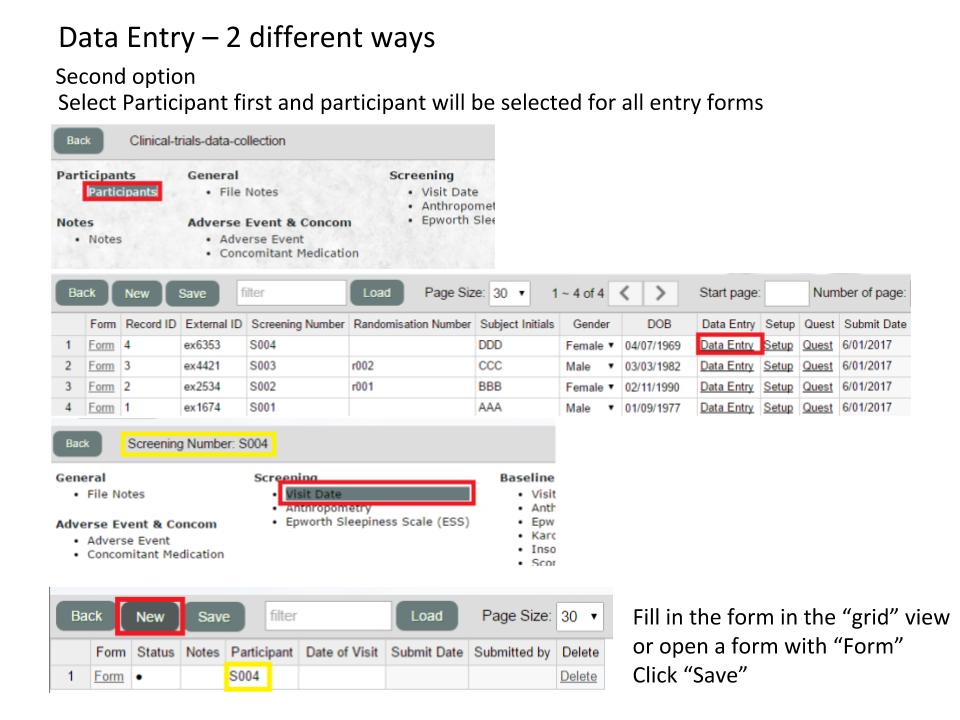 Data Entry – 2 different ways
Second option
Select Participant first and participant will be selected for all entry forms
Back Clinical-trials-data-collection
Participants General Screening
Participants • File Notes • Visit Date
• Anthropomet
Notes Adverse Event & Concom • Epworth Slee
• Notes • Adverse Event
• Concomitant Medication
Back New Save filter Load Page Size: 30 ▾ 1 ~ 4 of 4 < > Start page: Number of page:
Form Record ID External ID Screening Number Randomisation Number Subject Initials Gender DOB Data Entry Setup Quest Submit Date
1 Form 4 ex6353 S004 DDD Female ▾ 04/07/1969 Data Entry Setup Quest 6/01/2017
2 Form 3 ex4421 S003 r002 CCC Male ▾ 03/03/1982 Data Entry Setup Quest 6/01/2017
3 Form 2 ex2534 S002 r001 BBB Female ▾ 02/11/1990 Data Entry Setup Quest 6/01/2017
4 Form 1 ex1674 S001 AAA Male ▾ 01/09/1977 Data Entry Setup Quest 6/01/2017
Back Screening Number: S004
General Screening Baseline
• File Notes • Visit Date • Visit
• Anthropometry • Anth
Adverse Event & Concom • Epworth Sleepiness Scale (ESS) • Epw
• Adverse Event • Karo
• Concomitant Medication • Inso
• Scor
Back New Save filter Load Page Size: 30 ▾
Form Status Notes Participant Date of Visit Submit Date Submitted by Delete
1 Form • S004 Delete
Fill in the form in the “grid” view
or open a form with “Form”
Click “Save”